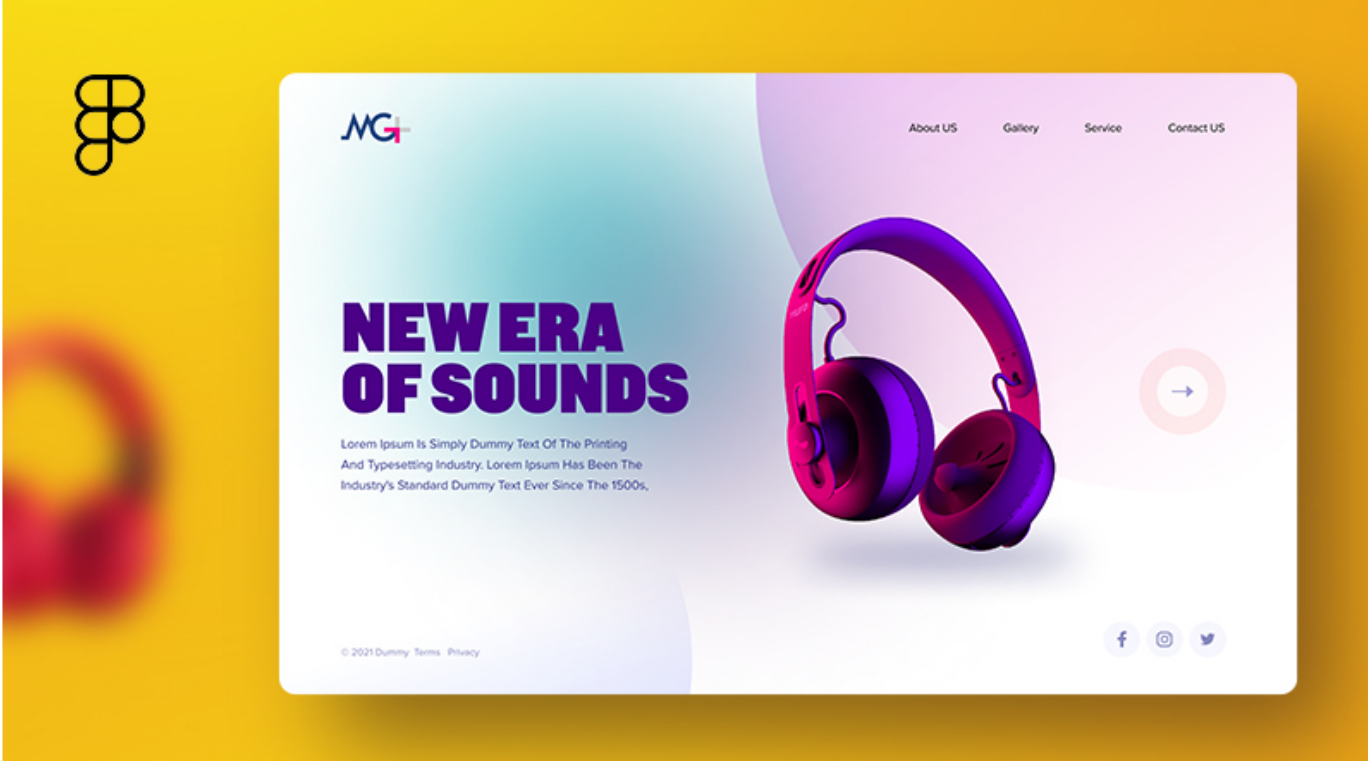 MG
About US Gallery Service Contact US
NEW ERA
OF SOUNDS
Lorem Ipsum Is Simply Dummy Text Of The Printing
And Typesetting Industry. Lorem Ipsum Has Been The
Industry's Standard Dummy Text Ever Since The 1500s,
© 2021 Dummy Terms Privacy